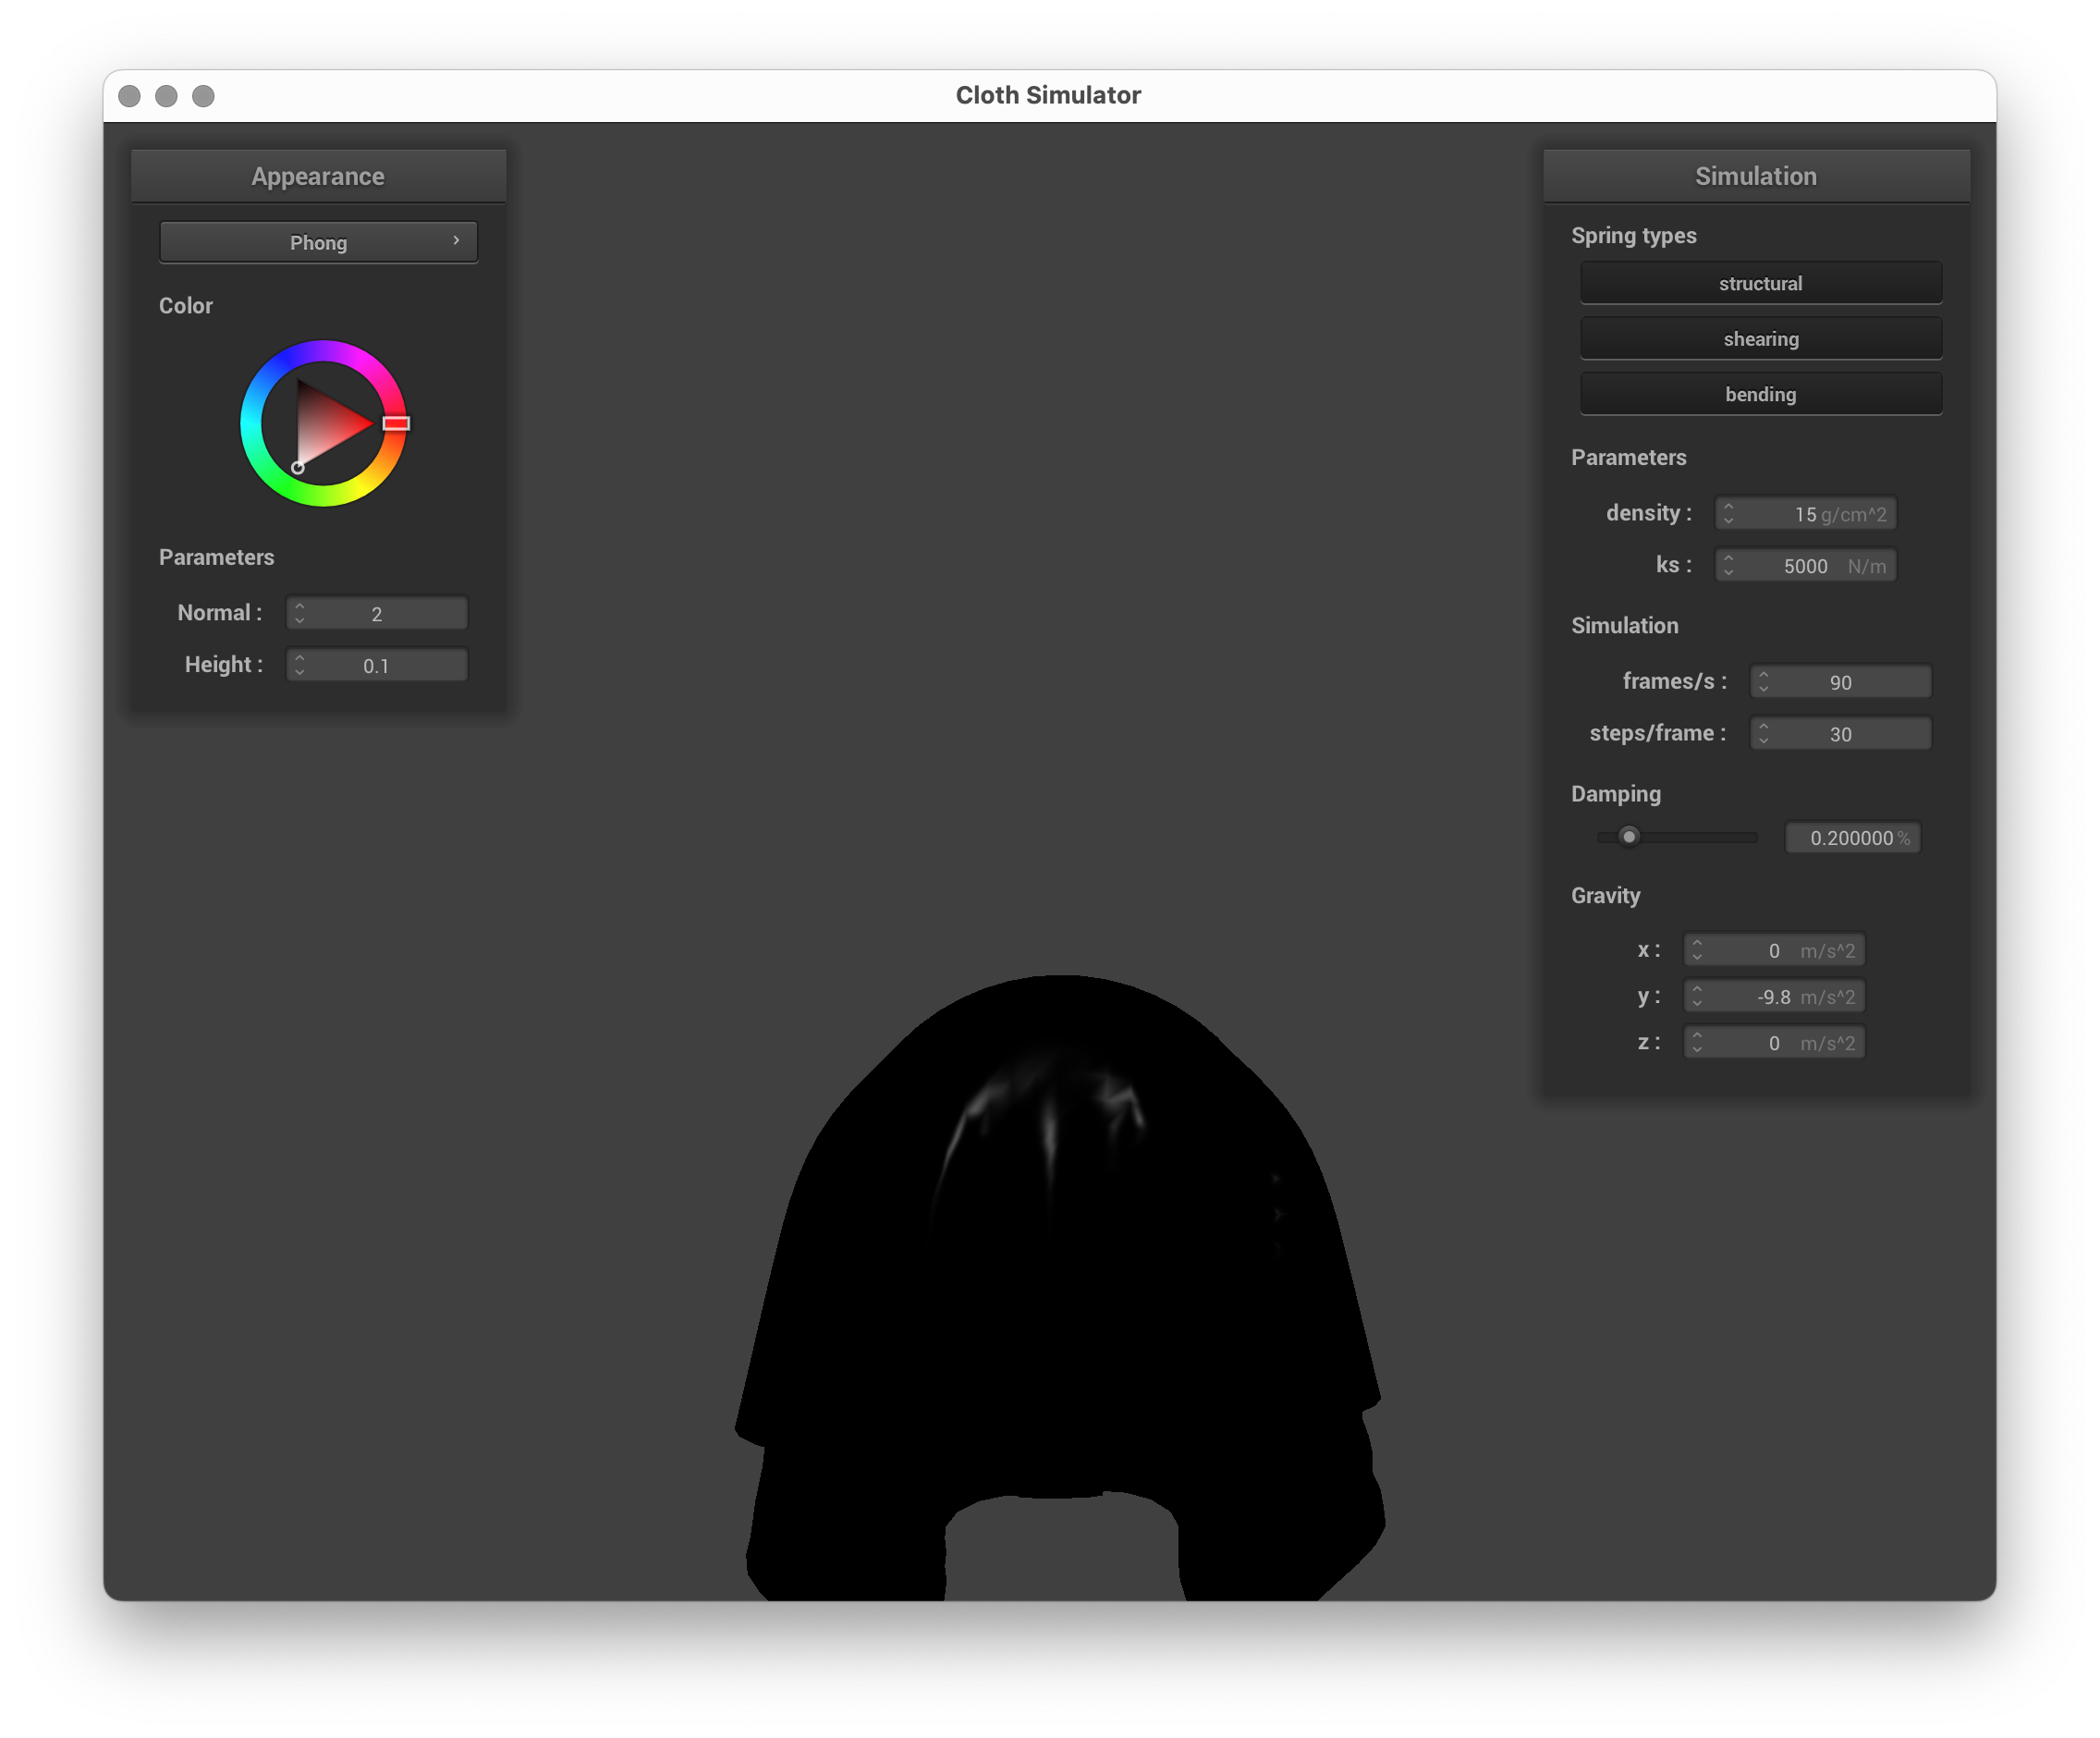 Cloth Simulator
Appearance
Phong
Color
Parameters
Normal : 2
Height : 0.1
Simulation
Spring types
structural
shearing
bending
Parameters
density : 15 g/cm^2
ks : 5000 N/m
Simulation
frames/s : 90
steps/frame : 30
Damping
0.200000 %
Gravity
x : 0 m/s^2
y : -9.8 m/s^2
z : 0 m/s^2